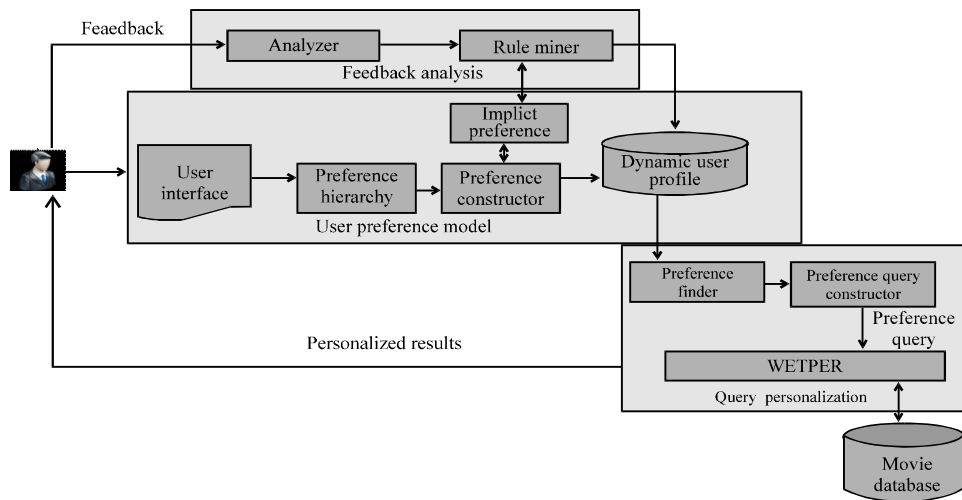 Feaedback
Analyzer
Rule miner
Feedback analysis
Implict
preference
Dynamic user
profile
User
interface
Preference
hierarchy
Preference
constructor
User preference model
Preference
finder
Preference query
constructor
Preference
query
Personalized results
WETPER
Query personalization
Movie
database